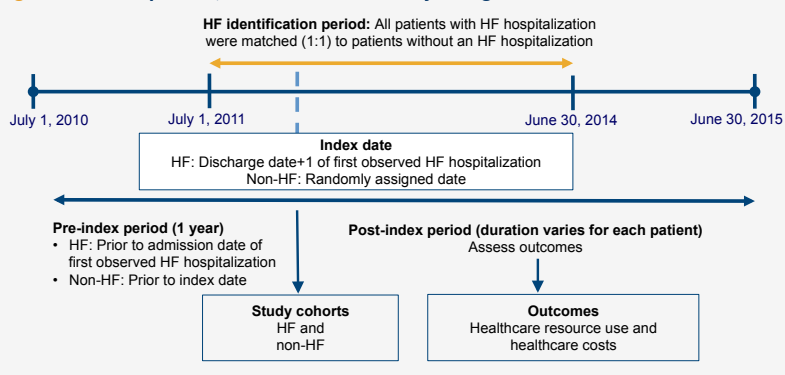 HF identification period: All patients with HF hospitalization
were matched (1:1) to patients without an HF hospitalization
July 1, 2010
July 1, 2011
June 30, 2014
June 30, 2015
Index date
HF: Discharge date+1 of first observed HF hospitalization
Non-HF: Randomly assigned date
Pre-index period (1 year)
• HF: Prior to admission date of
first observed HF hospitalization
• Non-HF: Prior to index date
Post-index period (duration varies for each patient)
Assess outcomes
Study cohorts
HF and
non-HF
Outcomes
Healthcare resource use and
healthcare costs